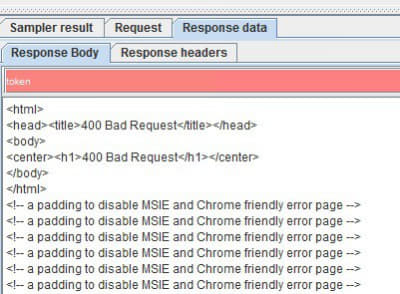 Sampler result Request Response data
Response Body Response headers
token
<html>
<head><title>400 Bad Request</title></head>
<body>
<center><h1>400 Bad Request</h1></center>
</body>
</html>
<!-- a padding to disable MSIE and Chrome friendly error page -->
<!-- a padding to disable MSIE and Chrome friendly error page -->
<!-- a padding to disable MSIE and Chrome friendly error page -->
<!-- a padding to disable MSIE and Chrome friendly error page -->
<!-- a padding to disable MSIE and Chrome friendly error page -->
<!-- a padding to disable MSIE and Chrome friendly error page -->